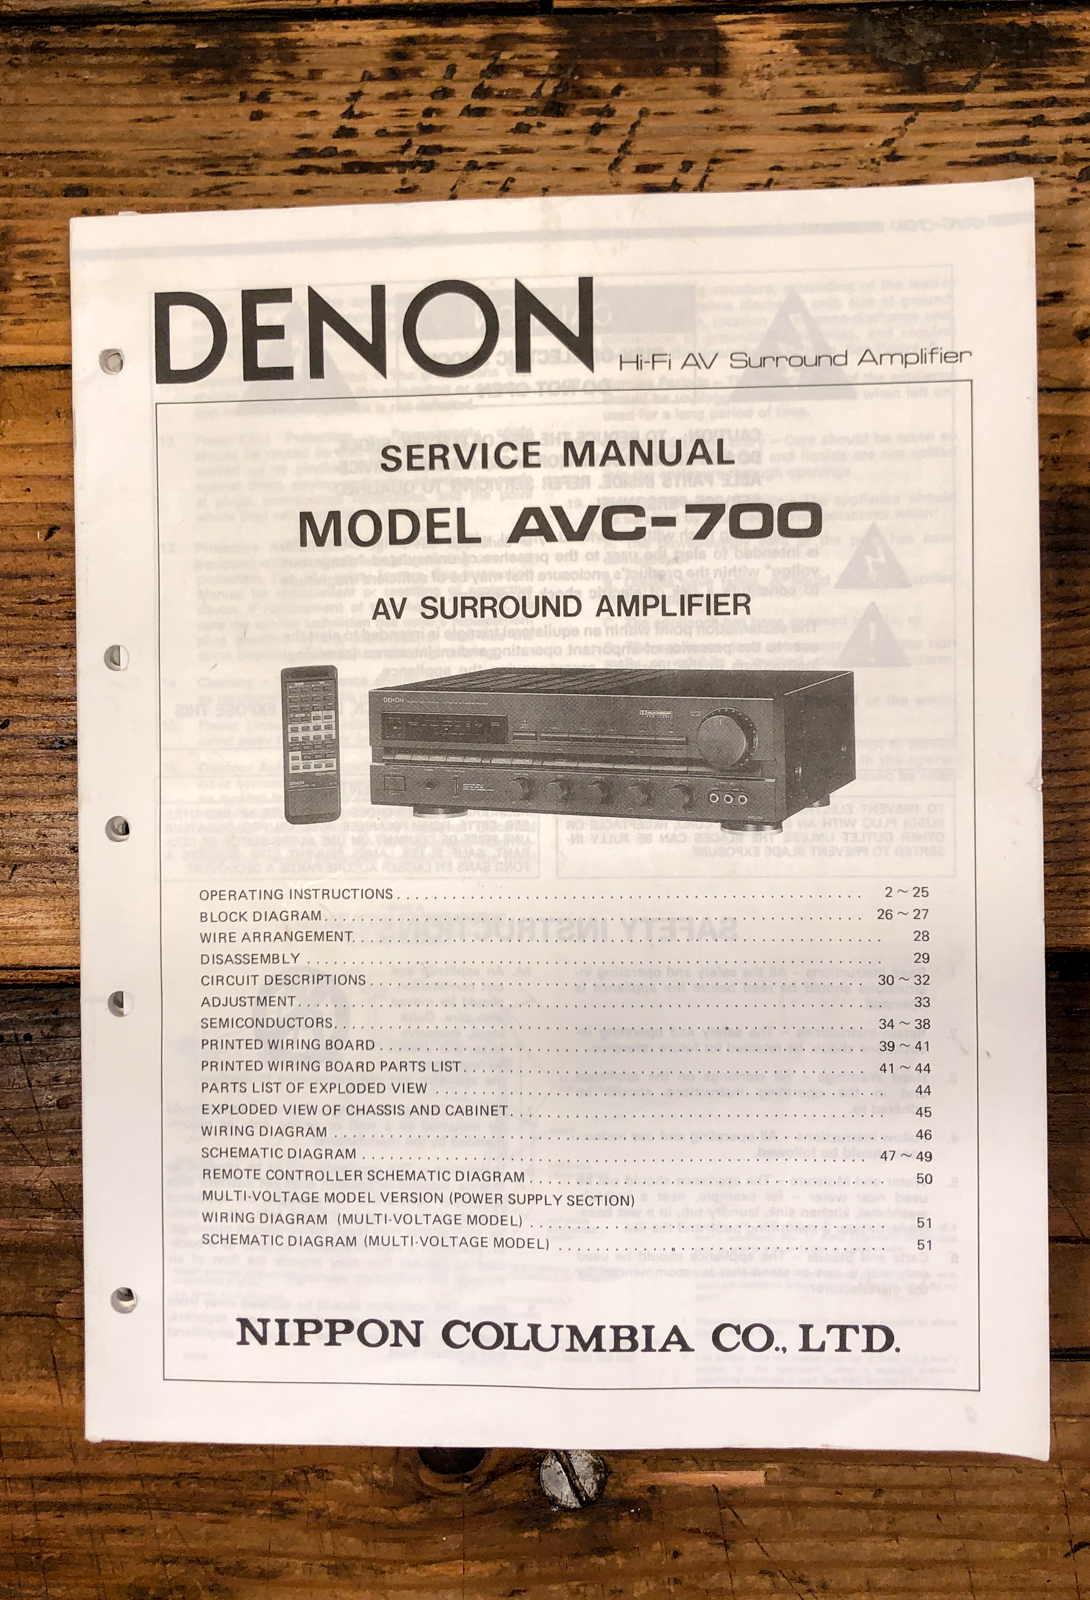 DENON Hi-Fi AV Surround Amplifier
SERVICE MANUAL
MODEL AVC-700
AV SURROUND AMPLIFIER
DENON
DENON
OPERATING INSTRUCTIONS . . . . . . . . . . 2 ~ 25
BLOCK DIAGRAM . . . . . . . . . . 26 ~ 27
WIRE ARRANGEMENT . . . . . . . . . . 28
DISASSEMBLY . . . . . . . . . . 29
CIRCUIT DESCRIPTIONS . . . . . . . . . . 30 ~ 32
ADJUSTMENT . . . . . . . . . . 33
SEMICONDUCTORS . . . . . . . . . . 34 ~ 38
PRINTED WIRING BOARD . . . . . . . . . . 39 ~ 41
PRINTED WIRING BOARD PARTS LIST . . . . . . . . . . 41 ~ 44
PARTS LIST OF EXPLODED VIEW . . . . . . . . . . 44
EXPLODED VIEW OF CHASSIS AND CABINET . . . . . . . . . . 45
WIRING DIAGRAM . . . . . . . . . . 46
SCHEMATIC DIAGRAM . . . . . . . . . . 47 ~ 49
REMOTE CONTROLLER SCHEMATIC DIAGRAM . . . . . . . . . . 50
MULTI-VOLTAGE MODEL VERSION (POWER SUPPLY SECTION)
WIRING DIAGRAM (MULTI-VOLTAGE MODEL) . . . . . . . . . . 51
SCHEMATIC DIAGRAM (MULTI-VOLTAGE MODEL) . . . . . . . . . . 51
NIPPON COLUMBIA CO., LTD.